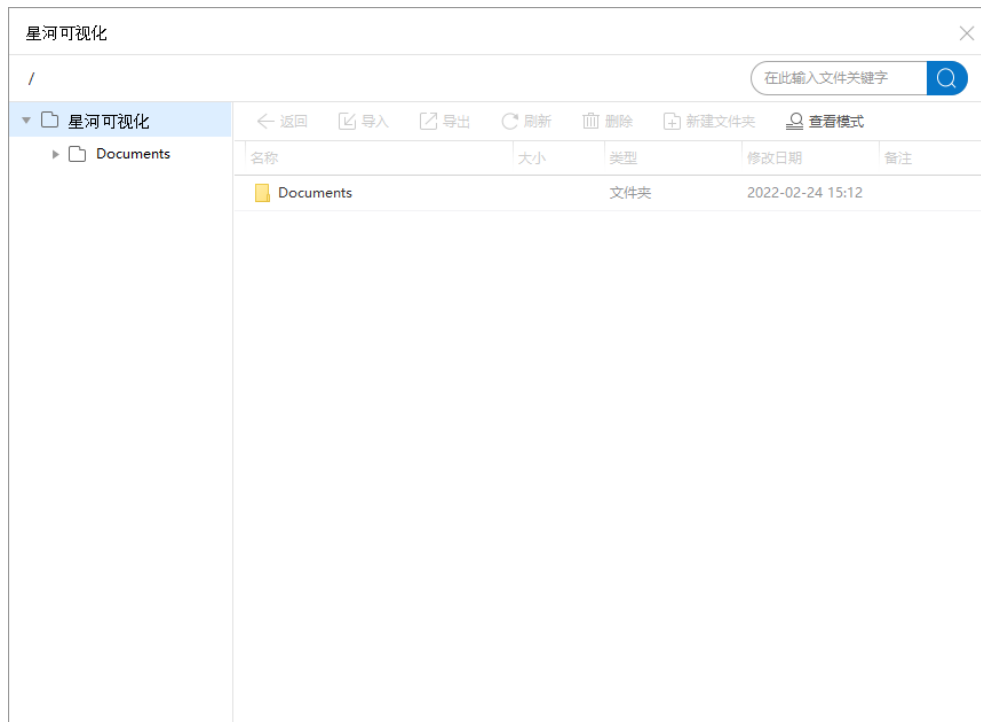 星河可视化
/
在此输入文件关键字
星河可视化
Documents
返回 导入 导出 刷新 删除 新建文件夹 查看模式
名称 大小 类型 修改日期 备注
Documents 文件夹 2022-02-24 15:12